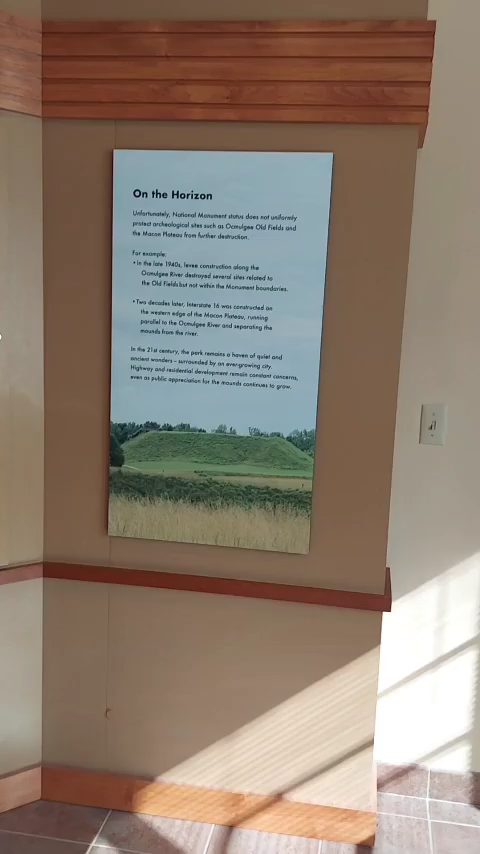 On the Horizon
Unfortunately, National Monument status does not uniformly
protect archeological sites such as Ocmulgee Old Fields and
the Macon Plateau from further destruction.
For example:
• In the late 1940s, levee construction along the
Ocmulgee River destroyed several sites related to
the Old Fields but not within the Monument boundaries.
• Two decades later, Interstate 16 was constructed on
the western edge of the Macon Plateau, running
parallel to the Ocmulgee River and separating the
mounds from the river.
In the 21st century, the park remains a haven of quiet and
ancient wonders – surrounded by an ever-growing city.
Highway and residential development remain constant concerns,
even as public appreciation for the mounds continues to grow.